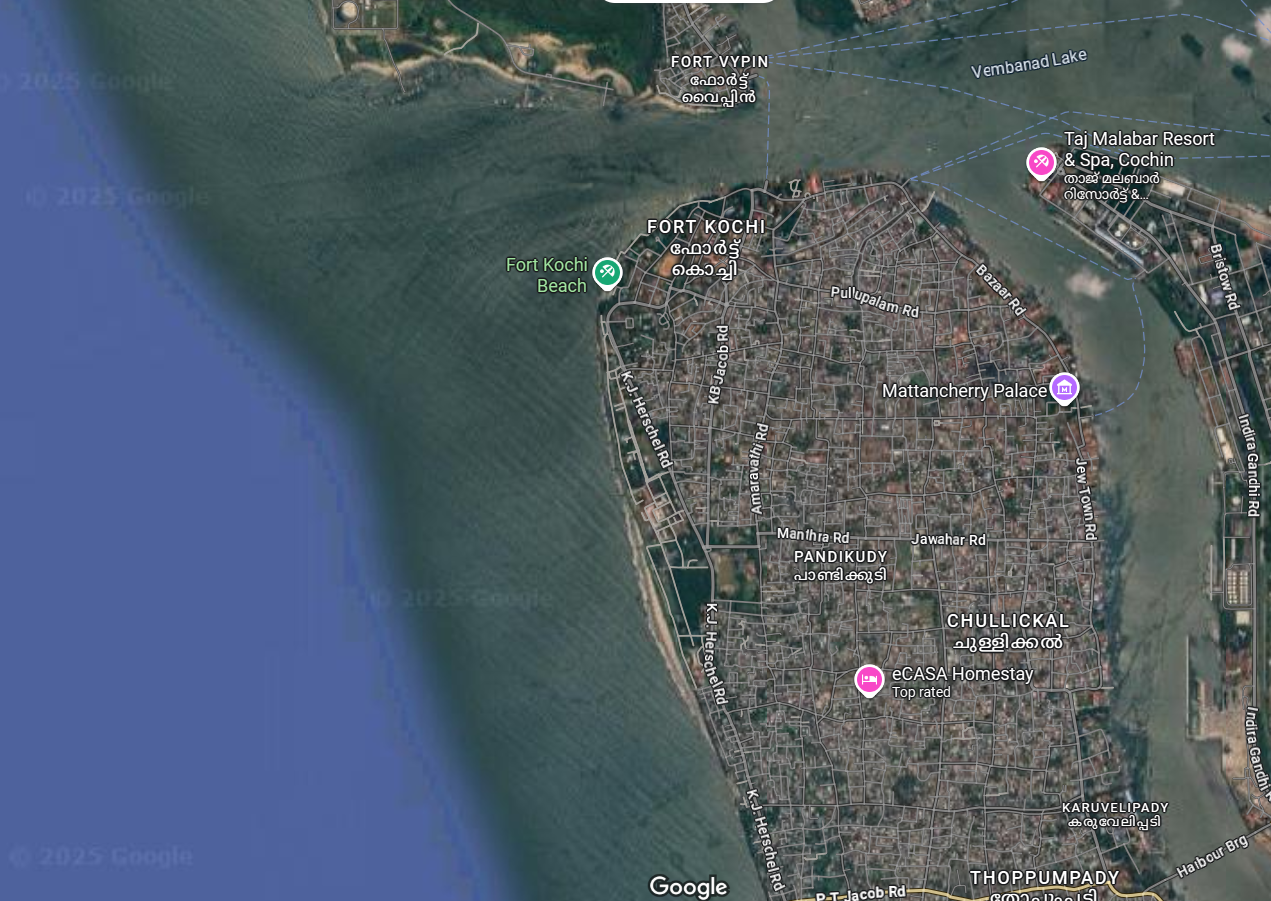 FORT VYPIN
ഫോർട്ട്
വൈപ്പിൻ
Vembanad Lake
© 2025 Google
Taj Malabar Resort
& Spa, Cochin
താജ് മലബാർ
റിസോർട്ട് &...
© 2025 Google
FORT KOCHI
ഫോർട്ട്
കൊച്ചി
Fort Kochi
Beach
Bristow Rd
Bazaar Rd
Pullupalam Rd
KB Jacob Rd
K.J. Herschel Rd
Mattancherry Palace
Amaravathi Rd
Indira Gandhi Rd
Jew Town Rd
Manthra Rd
Jawahar Rd
PANDIKUDY
പാണ്ടിക്കുടി
© 2025 Google
CHULLICKAL
ചുള്ളിക്കൽ
K.J. Herschel Rd
eCASA Homestay
Top rated
Indira Gandhi R
KARUVELIPADY
കരുവേലിപ്പടി
K.J. Herschel Rd
© 2025 Google
Halbour Brg
THOPPUMPADY
തോപ്പുംപടി
Google
P.T. Jacob Rd